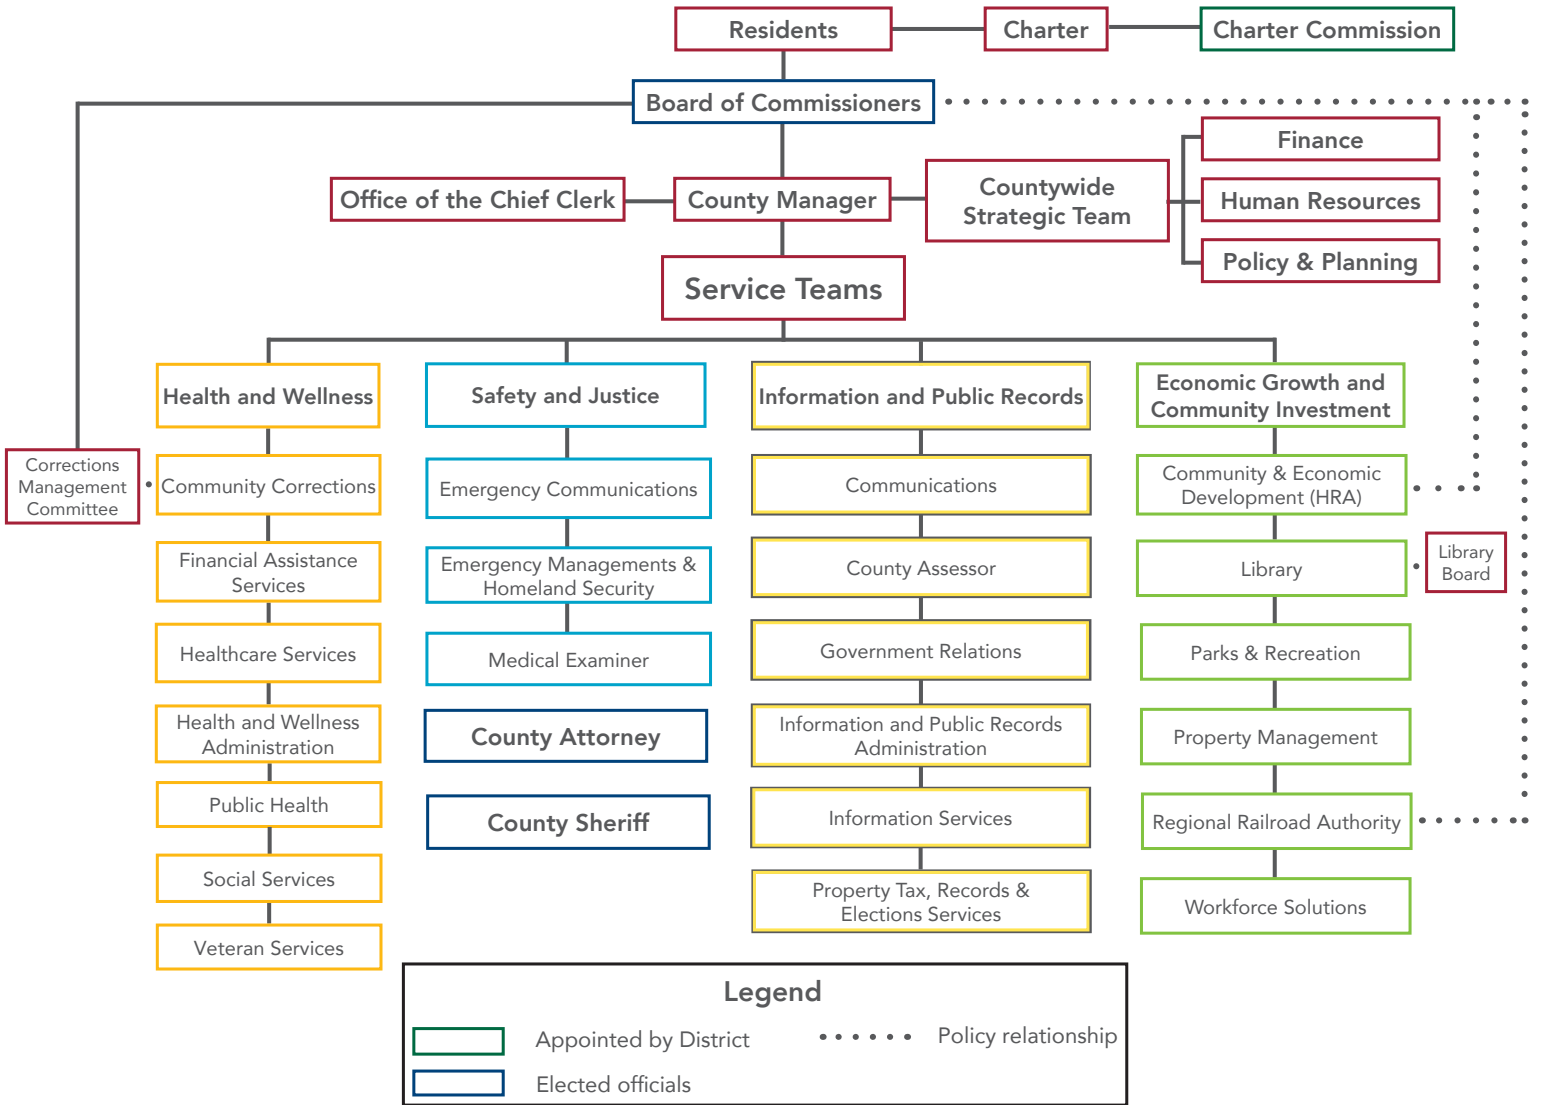 Residents
Charter
Charter Commission
Board of Commissioners
Finance
Office of the Chief Clerk
County Manager
Countywide
Strategic Team
Human Resources
Policy & Planning
Service Teams
Health and Wellness
Corrections
Management
Committee
Community Corrections
Financial Assistance
Services
Healthcare Services
Health and Wellness
Administration
Public Health
Social Services
Veteran Services
Safety and Justice
Emergency Communications
Emergency Managements &
Homeland Security
Medical Examiner
County Attorney
County Sheriff
Information and Public Records
Communications
County Assessor
Government Relations
Information and Public Records
Administration
Information Services
Property Tax, Records &
Elections Services
Economic Growth and
Community Investment
Community & Economic
Development (HRA)
Library
Library
Board
Parks & Recreation
Property Management
Regional Railroad Authority
Workforce Solutions
Legend
Appointed by District
Policy relationship
Elected officials